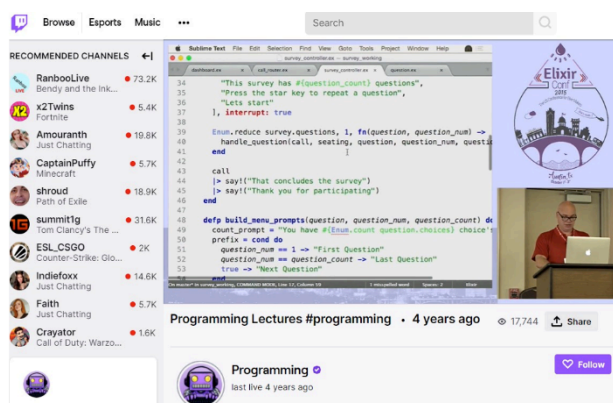 Browse
Esports
Music
Search
RECOMMENDED CHANNELS
RanbooLive
73.2K
Bendy and the Ink...
x2Twins
5.4K
Fortnite
Amouranth
19.8K
Just Chatting
CaptainPuffy
5.7K
Minecraft
shroud
18.9K
Path of Exile
summit1g
31.6K
Tom Clancy's The ...
ESL_CSGO
2K
Counter-Strike: Glo...
Indiefoxx
14.6K
Just Chatting
Faith
5.7K
Just Chatting
Crayator
1.6K
Call of Duty: Warzo...
Sublime Text File Edit Selection Find View Goto Tools Project Window Help
survey_controller.ex — survey_working
dashboard.ex
call_router.ex
survey_controller.ex
question.ex
34 "This survey has #{question_count} questions",
35 "Press the star key to repeat a question",
36 "Lets start"
37 ], interrupt: true
38
39 Enum.reduce survey.questions, 1, fn(question, question_num) ->
40 handle_question(call, seating, question, question_num, questi
41 end
42
43 call
44 |> say!("That concludes the survey")
45 |> say!("Thank you for participating")
46 end
47
48 defp build_menu_prompts(question, question_num, question_count) do
49 count_prompt = "You have #{Enum.count question.choices} choice's
50 prefix = cond do
51 question_num == 1 -> "First Question"
52 question_num == question_count -> "Last Question"
53 true -> "Next Question"
Elixir
Conf
Programming Lectures #programming • 4 years ago
17,744
Share
Programming
last live 4 years ago
Follow